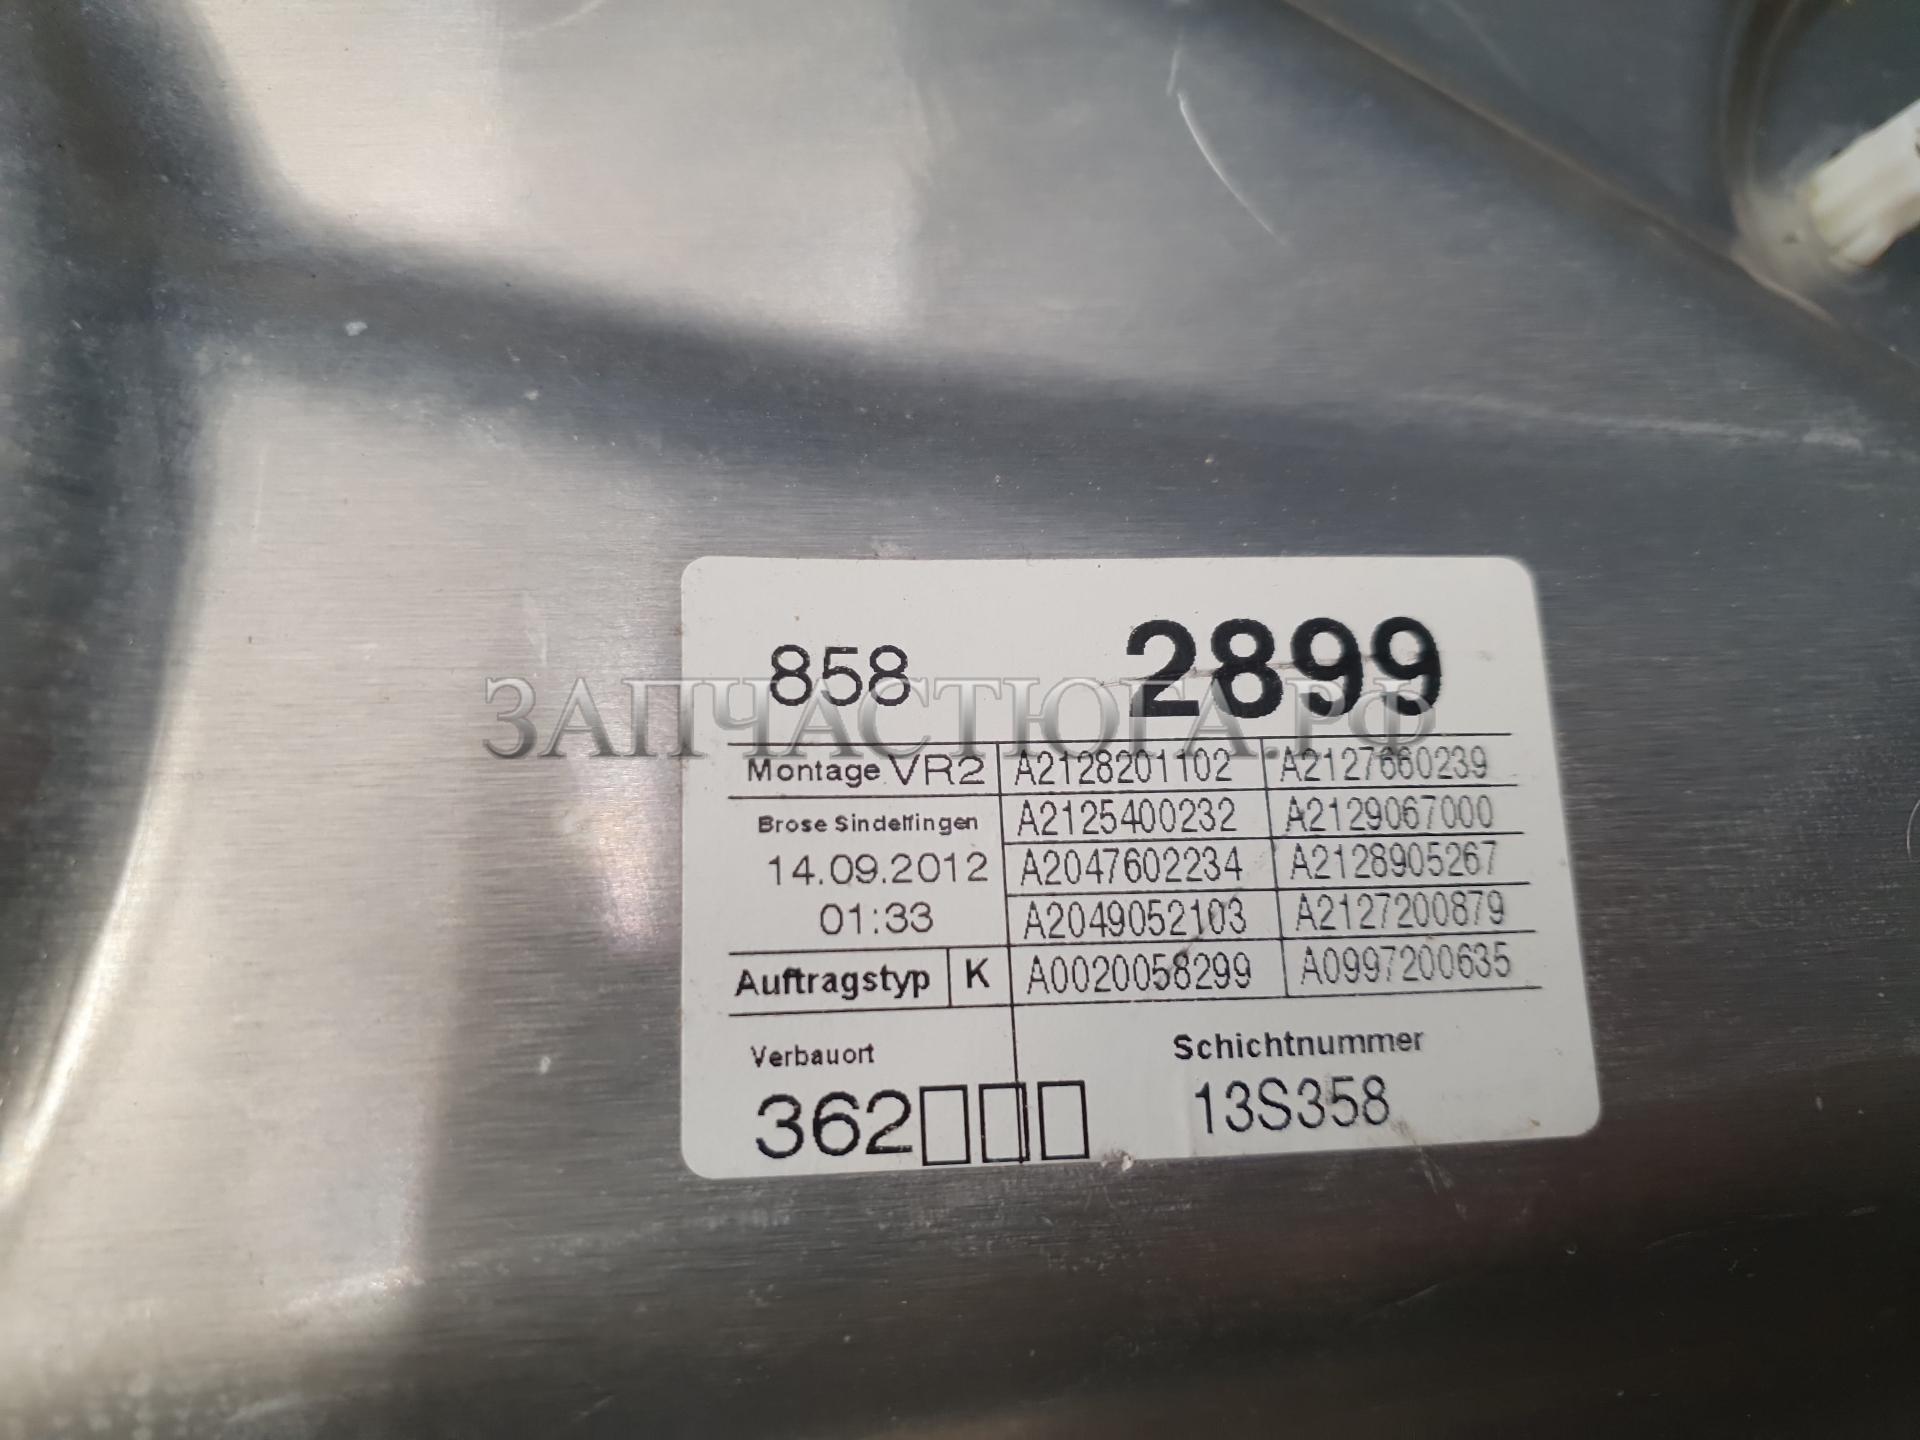 858 2899
ЗАПЧАСТЮГА.РФ
Montage VR2 A2128201102 A2127660239
Brose Sindelfingen A2125400232 A2129067000
14.09.2012 A2047602234 A2128905267
01:33 A2049052103 A2127200879
Auftragstyp K A0020058299 A0997200635
Verbauort Schichtnummer
362□□□ 13S358